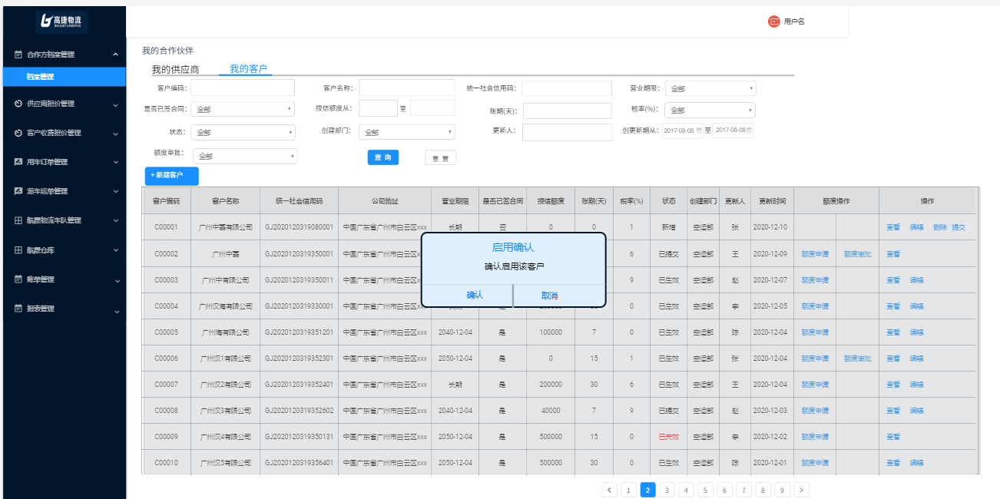 高捷物流
用户名
合作方档案管理
档案管理
供应商报价管理
客户收费报价管理
用车订单管理
派车运单管理
航晟物流车队管理
航晟仓库
账单管理
报表管理
我的合作伙伴
我的供应商 我的客户
客户编码: 客户名称: 统一社会信用码: 营业期限: 全部
是否已签合同: 全部 授信额度从: 至 账期(天): 税率(%): 全部
状态: 全部 创建部门: 全部 更新人: 创更新期从: 2017-08-08 至 2017-08-08
额度审批: 全部 查询 重置
+新建客户
客户编码 客户名称 统一社会信用码 公司地址 营业期限 是否已签合同 授信额度 账期(天) 税率(%) 状态 创建部门 更新人 更新时间 额度操作 操作
C00001 广州中磊有限公司 GJ2020120319080001 中国广东省广州市白云区xxx 长期 否 0 0 1 新增 空运部 张 2020-12-10 查看 编辑 删除 提交
C00002 广州中磊 GJ2020120319350001 中国广东省广州市白云区x 6 已提交 空运部 王 2020-12-09 额度申请 额度审批 查看
C00003 广州中有限公司 GJ2020120319350011 中国广东省广州市白云区x 9 已生效 空运部 赵 2020-12-07 额度申请 查看 编辑
C00004 广州汉海有限公司 GJ2020120319330001 中国广东省广州市白云区xxx 0 已生效 空运部 李 2020-12-05 额度申请 查看 编辑
C00005 广州海有限公司 GJ2020120319351201 中国广东省广州市白云区xxx 2040-12-04 是 100000 7 0 已生效 空运部 陈 2020-12-04 额度申请 查看 编辑
C00006 广州汉1有限公司 GJ2020120319352301 中国广东省广州市白云区xxx 2050-12-04 是 0 15 1 已生效 空运部 张 2020-12-04 额度申请 额度审批 查看 编辑
C00007 广州汉2有限公司 GJ2020120319352401 中国广东省广州市白云区xxx 长期 是 200000 30 6 已生效 空运部 王 2020-12-04 额度申请 查看 编辑
C00008 广州汉3有限公司 GJ2020120319352602 中国广东省广州市白云区xxx 2040-12-04 是 40000 7 9 已提交 空运部 赵 2020-12-03 额度申请 查看 编辑
C00009 广州汉4有限公司 GJ2020120319350131 中国广东省广州市白云区xxx 2050-12-04 是 500000 15 0 已失效 空运部 李 2020-12-02 额度申请 查看
C00010 广州汉5有限公司 GJ2020120319356401 中国广东省广州市白云区xxx 2050-12-04 是 500000 30 0 已生效 空运部 陈 2020-12-01 额度申请 查看 编辑
启用确认
确认启用该客户
确认 取消
< 1 2 3 4 5 6 7 8 9 >